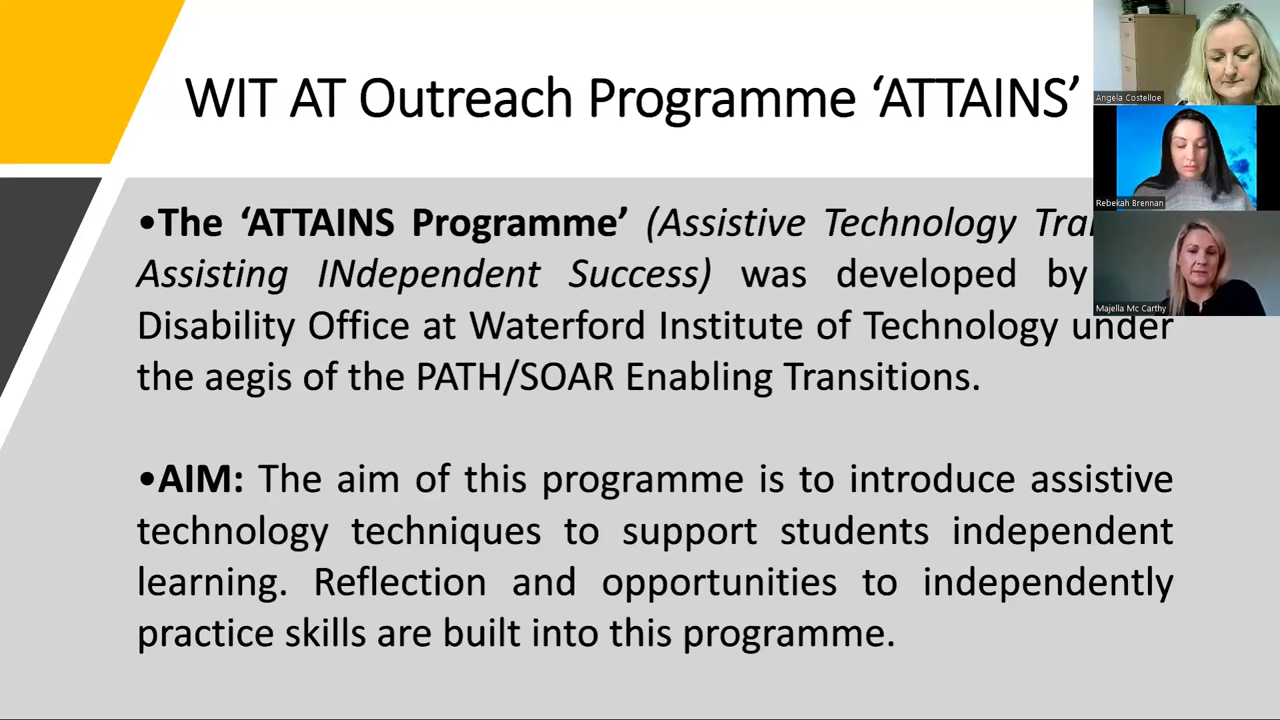 WIT AT Outreach Programme ‘ATTAINS’
•The ‘ATTAINS Programme’ (Assistive Technology
Assisting INdependent Success) was developed by
Disability Office at Waterford Institute of Technology under
the aegis of the PATH/SOAR Enabling Transitions.
•AIM: The aim of this programme is to introduce assistive
technology techniques to support students independent
learning. Reflection and opportunities to independently
practice skills are built into this programme.
Angela Costelloe
Rebekah Brennan
Majella Mc Carthy